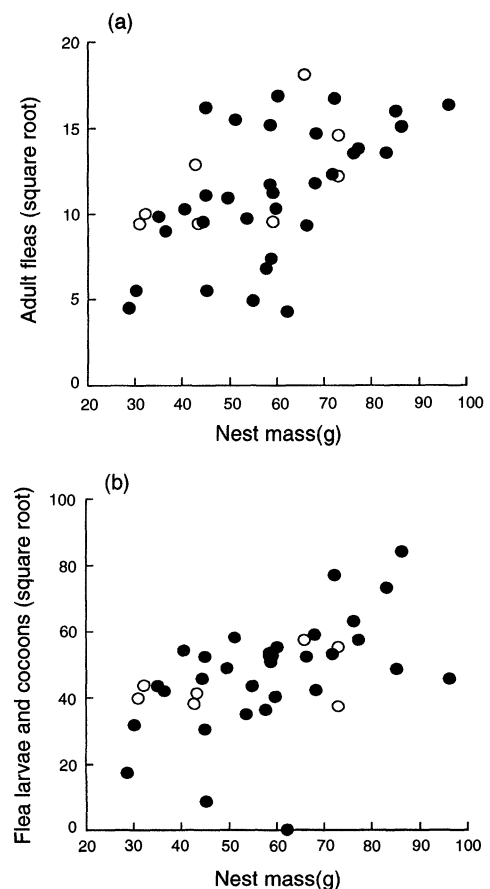 (a)
20
15
10
5
0
Adult fleas (square root)
20 30 40 50 60 70 80 90 100
Nest mass(g)
(b)
100
80
60
40
20
0
Flea larvae and cocoons (square root)
20 30 40 50 60 70 80 90 100
Nest mass(g)